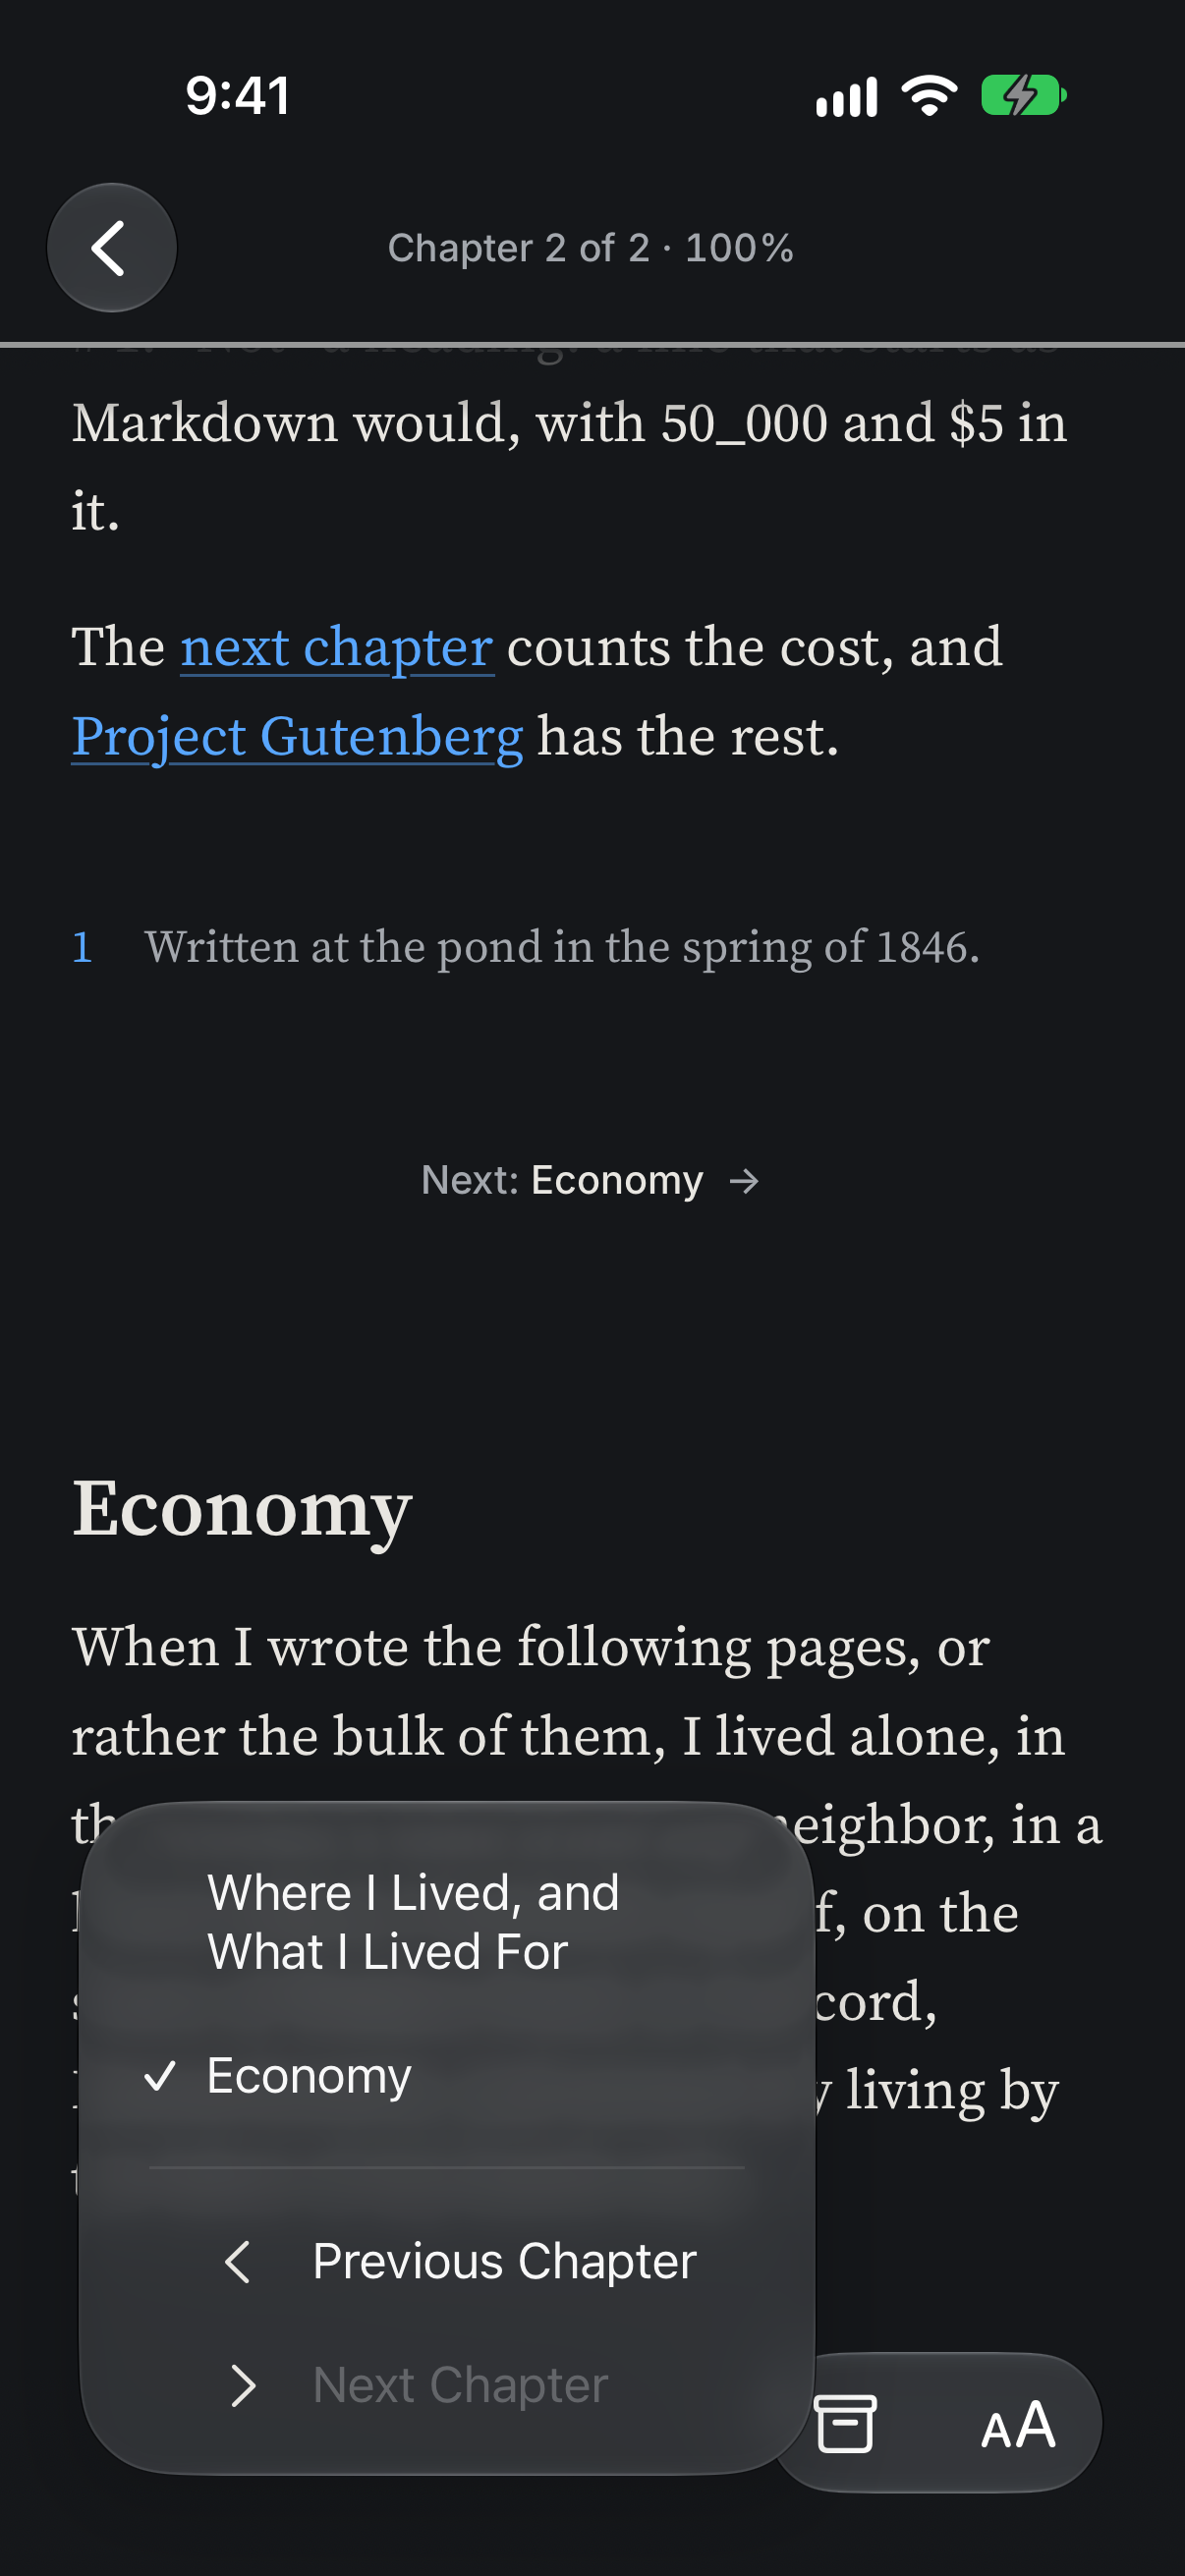 9:41
Chapter 2 of 2 · 100%
Markdown would, with 50_000 and $5 in
it.
The next chapter counts the cost, and
Project Gutenberg has the rest.
1 Written at the pond in the spring of 1846.
Next: Economy →
Economy
When I wrote the following pages, or
rather the bulk of them, I lived alone, in
neighbor, in a
on the
living by
Where I Lived, and
What I Lived For
✓ Economy
Previous Chapter
Next Chapter
AA